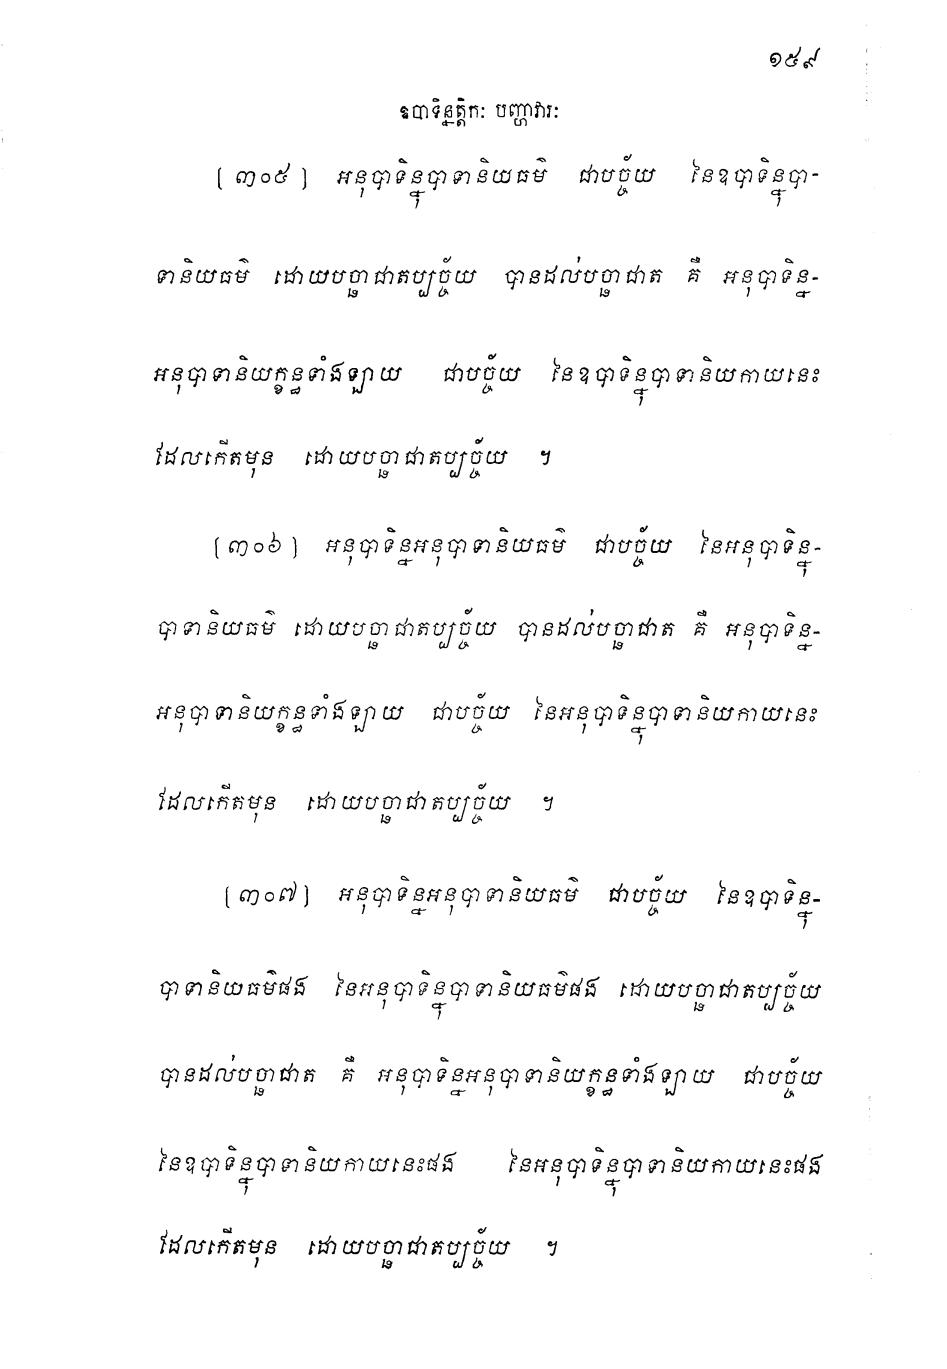 ១៥៩
ឧបាទិន្នត្តិកៈ បញ្ហាវារៈ
[៣០៥] អនុបាទិន្នុបាទានិយធម៌ ជាបច្ច័យ នៃឧបាទិន្នុបា-
ទានិយធម៌ ដោយបច្ឆាជាតប្បច្ច័យ បានដល់បច្ឆាជាត គឺ អនុបាទិន្ន-
អនុបាទានិយក្ខន្ធទាំងឡាយ ជាបច្ច័យ នៃឧបាទិន្នុបាទានិយកាយនេះ
ដែលកើតមុន ដោយបច្ឆាជាតប្បច្ច័យ ។
[៣០៦] អនុបាទិន្នអនុបាទានិយធម៌ ជាបច្ច័យ នៃអនុបាទិន្នុ-
បាទានិយធម៌ ដោយបច្ឆាជាតប្បច្ច័យ បានដល់បច្ឆាជាត គឺ អនុបាទិន្ន-
អនុបាទានិយក្ខន្ធទាំងឡាយ ជាបច្ច័យ នៃអនុបាទិន្នុបាទានិយកាយនេះ
ដែលកើតមុន ដោយបច្ឆាជាតប្បច្ច័យ ។
[៣០៧] អនុបាទិន្នអនុបាទានិយធម៌ ជាបច្ច័យ នៃឧបាទិន្នុ-
បាទានិយធម៌ផង នៃអនុបាទិន្នុបាទានិយធម៌ផង ដោយបច្ឆាជាតប្បច្ច័យ
បានដល់បច្ឆាជាត គឺ អនុបាទិន្នអនុបាទានិយក្ខន្ធទាំងឡាយ ជាបច្ច័យ
នៃឧបាទិន្នុបាទានិយកាយនេះផង នៃអនុបាទិន្នុបាទានិយកាយនេះផង
ដែលកើតមុន ដោយបច្ឆាជាតប្បច្ច័យ ។